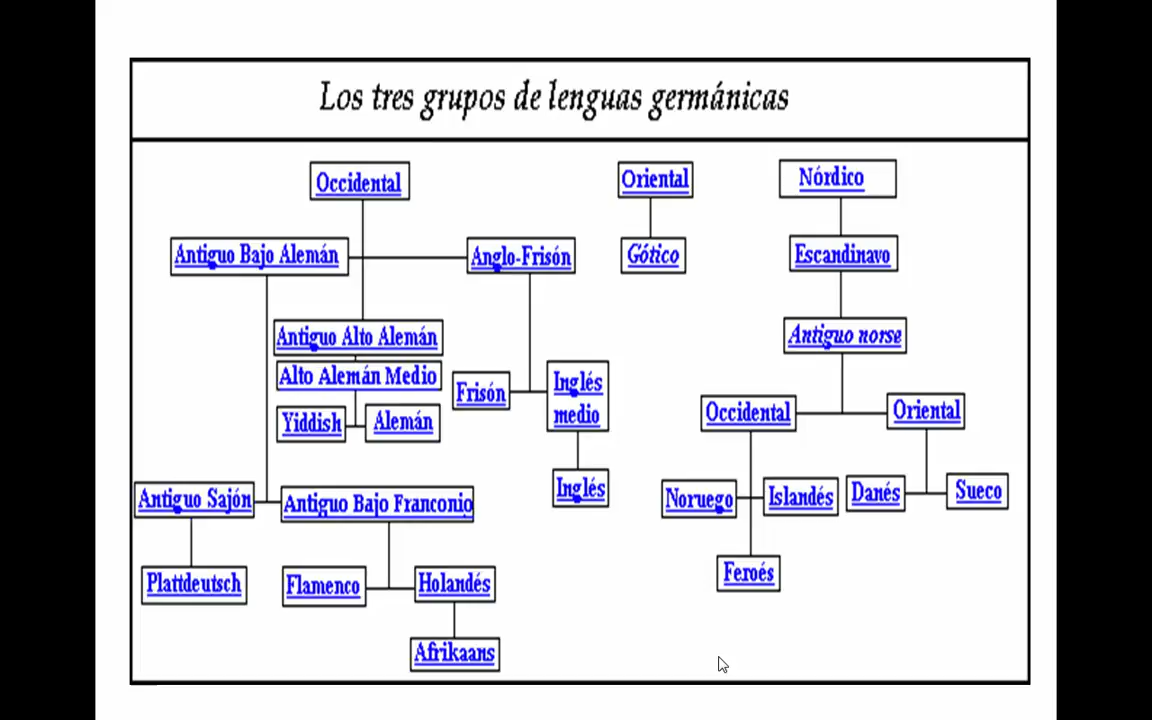 Los tres grupos de lenguas germánicas
Occidental
Oriental
Nórdico
Antiguo Bajo Alemán
Anglo-Frisón
Gótico
Escandinavo
Antiguo Alto Alemán
Antiguo norse
Alto Alemán Medio
Frisón
Inglés
medio
Yiddish
Alemán
Occidental
Oriental
Inglés
Antiguo Sajón
Antiguo Bajo Franconio
Noruego
Islandés
Danés
Sueco
Plattdeutsch
Flamenco
Holandés
Feroés
Afrikaans